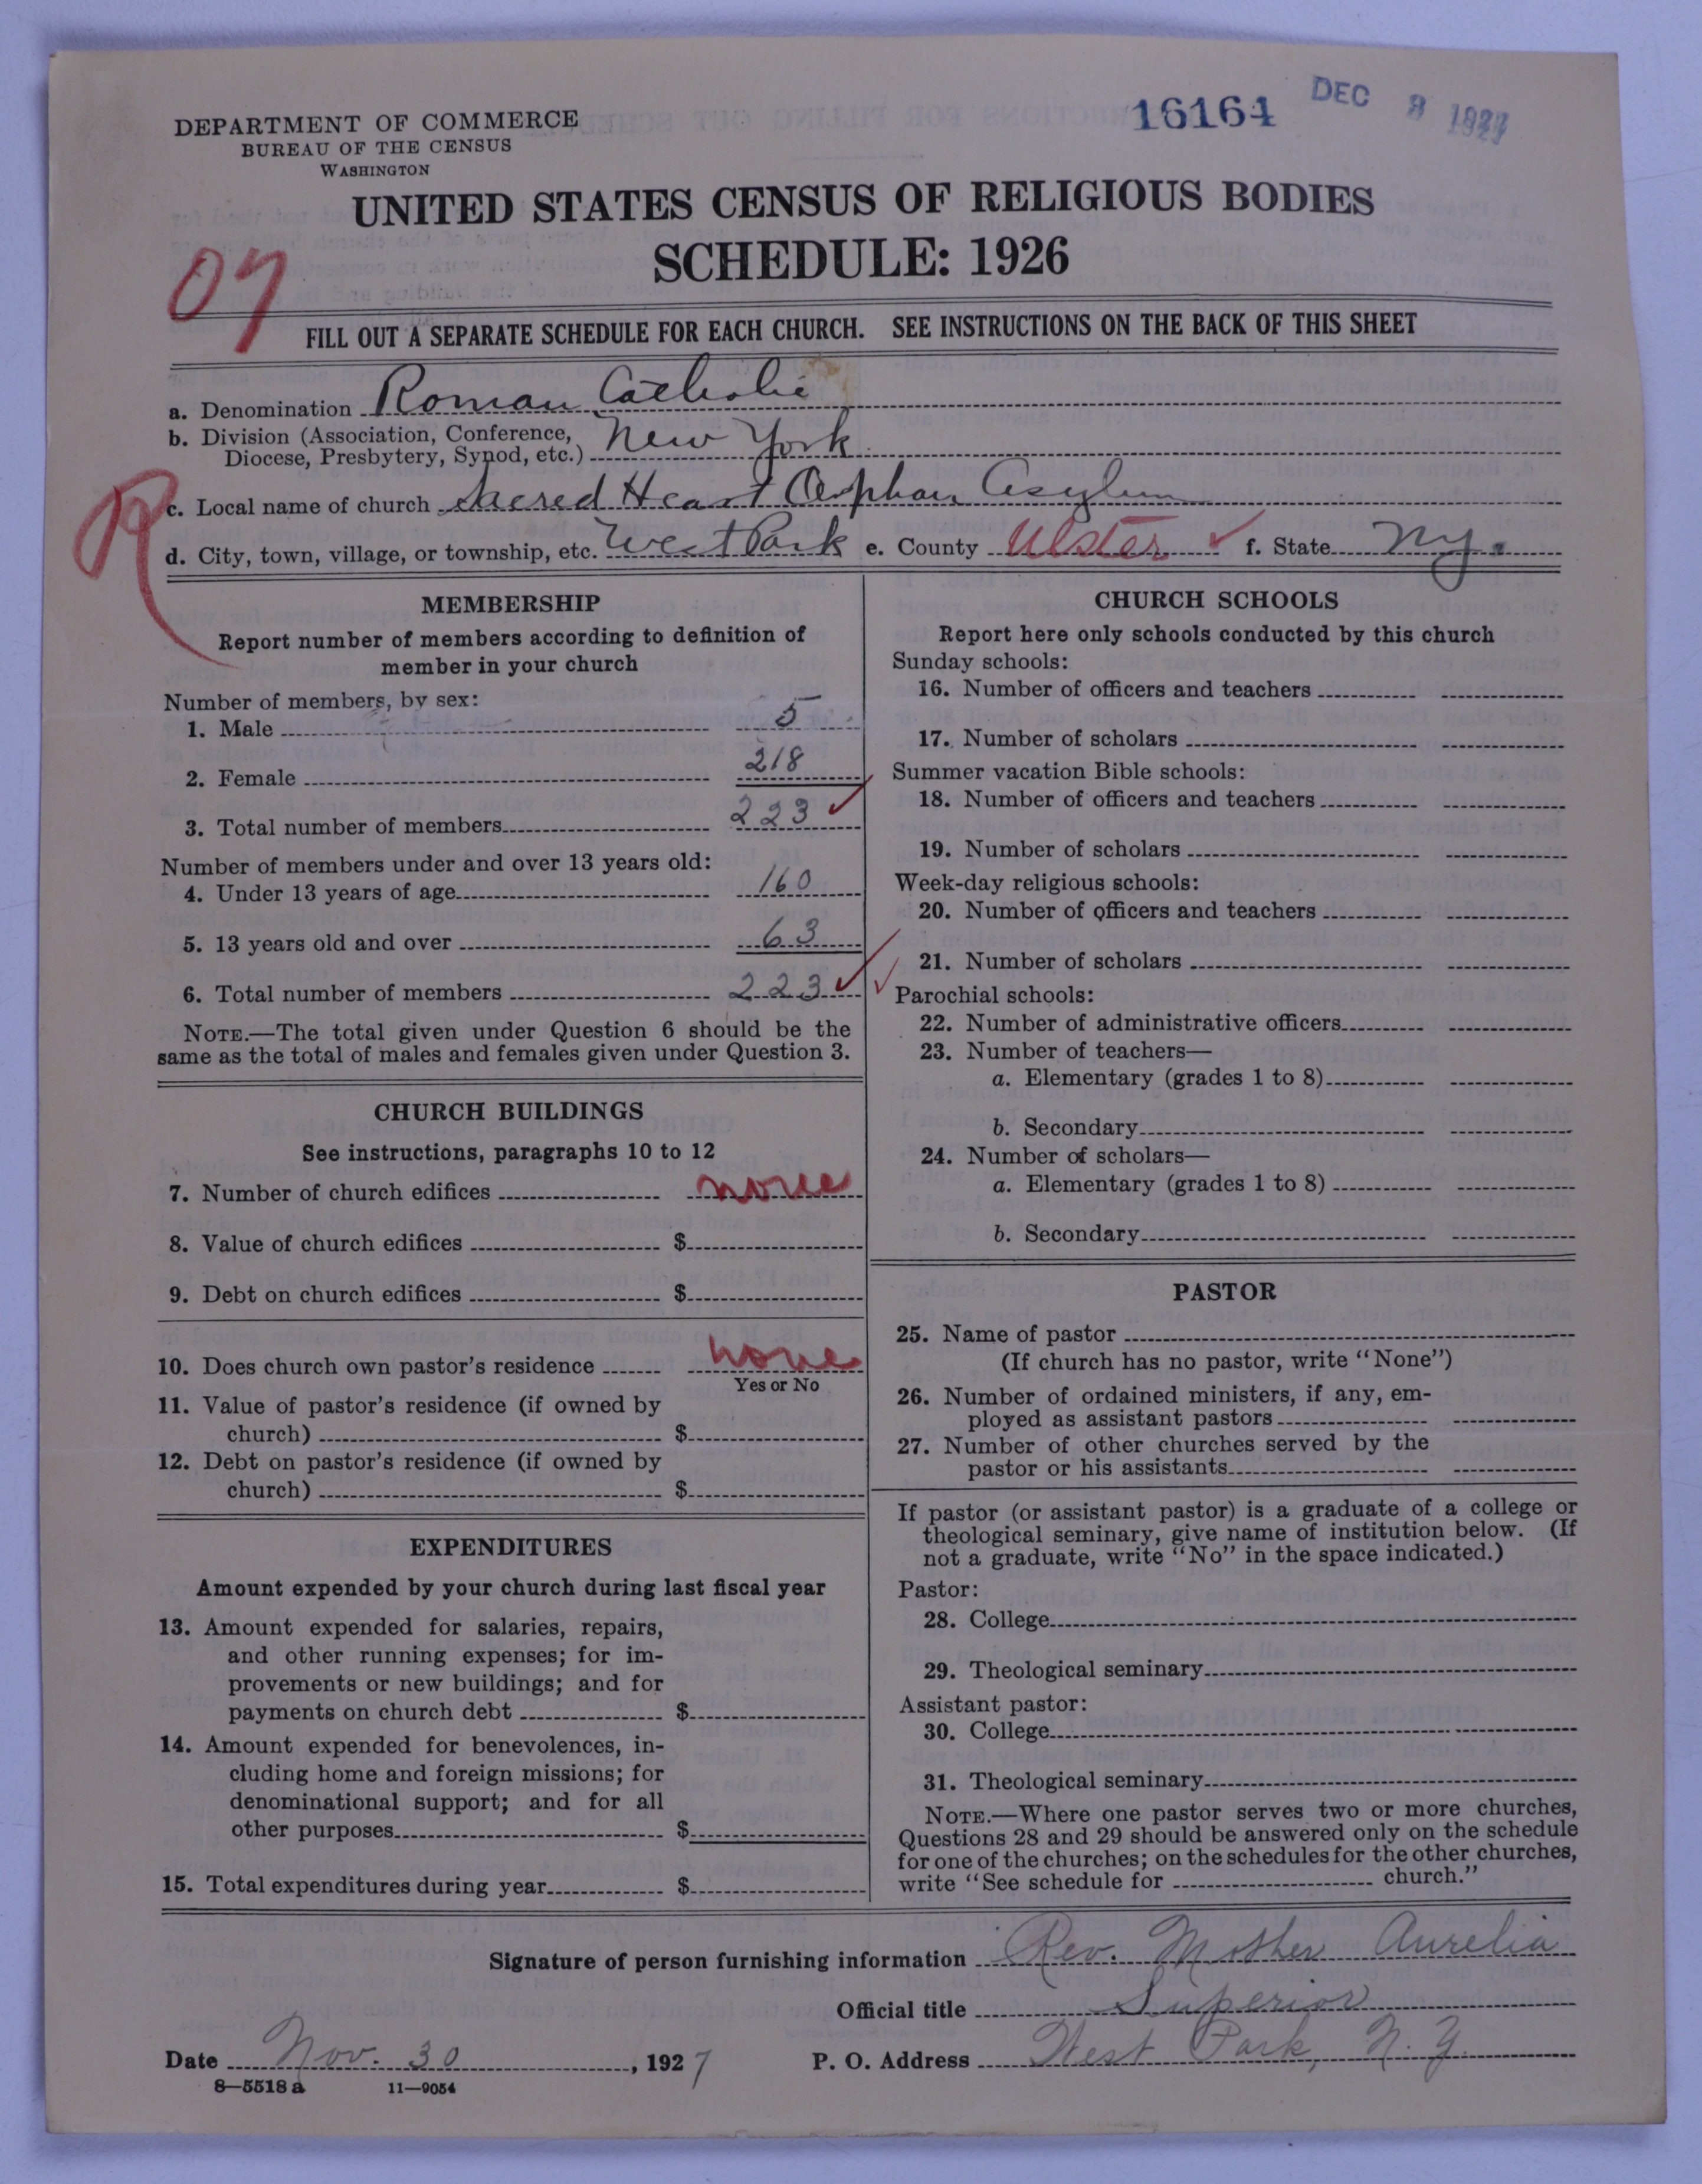 16164 DEC 8 1927
DEPARTMENT OF COMMERCE
BUREAU OF THE CENSUS
WASHINGTON
UNITED STATES CENSUS OF RELIGIOUS BODIES
SCHEDULE: 1926
07
FILL OUT A SEPARATE SCHEDULE FOR EACH CHURCH. SEE INSTRUCTIONS ON THE BACK OF THIS SHEET
a. Denomination Roman Catholic
b. Division (Association, Conference, Diocese, Presbytery, Synod, etc.) New York
R
c. Local name of church Sacred Heart Orphan Asylum
d. City, town, village, or township, etc. West Park e. County Ulster ✓ f. State N.Y.
MEMBERSHIP
Report number of members according to definition of
member in your church
Number of members, by sex:
1. Male 5
2. Female 218
3. Total number of members 223 ✓
Number of members under and over 13 years old:
4. Under 13 years of age 160
5. 13 years old and over 63
6. Total number of members 223 ✓ ✓
NOTE.—The total given under Question 6 should be the
same as the total of males and females given under Question 3.
CHURCH BUILDINGS
See instructions, paragraphs 10 to 12
7. Number of church edifices none
8. Value of church edifices $
9. Debt on church edifices $
10. Does church own pastor's residence none
Yes or No
11. Value of pastor's residence (if owned by
church) $
12. Debt on pastor's residence (if owned by
church) $
EXPENDITURES
Amount expended by your church during last fiscal year
13. Amount expended for salaries, repairs,
and other running expenses; for im-
provements or new buildings; and for
payments on church debt $
14. Amount expended for benevolences, in-
cluding home and foreign missions; for
denominational support; and for all
other purposes $
15. Total expenditures during year $
CHURCH SCHOOLS
Report here only schools conducted by this church
Sunday schools:
16. Number of officers and teachers
17. Number of scholars
Summer vacation Bible schools:
18. Number of officers and teachers
19. Number of scholars
Week-day religious schools:
20. Number of officers and teachers
21. Number of scholars
Parochial schools:
22. Number of administrative officers
23. Number of teachers—
a. Elementary (grades 1 to 8)
b. Secondary
24. Number of scholars—
a. Elementary (grades 1 to 8)
b. Secondary
PASTOR
25. Name of pastor
(If church has no pastor, write "None")
26. Number of ordained ministers, if any, em-
ployed as assistant pastors
27. Number of other churches served by the
pastor or his assistants
If pastor (or assistant pastor) is a graduate of a college or
theological seminary, give name of institution below. (If
not a graduate, write "No" in the space indicated.)
Pastor:
28. College
29. Theological seminary
Assistant pastor:
30. College
31. Theological seminary
NOTE.—Where one pastor serves two or more churches,
Questions 28 and 29 should be answered only on the schedule
for one of the churches; on the schedules for the other churches,
write "See schedule for church."
Signature of person furnishing information Rev. Mother Aurelia
Official title Superior
Date Nov. 30, 1927 P. O. Address West Park, N. Y.
8—5518 a 11—9054